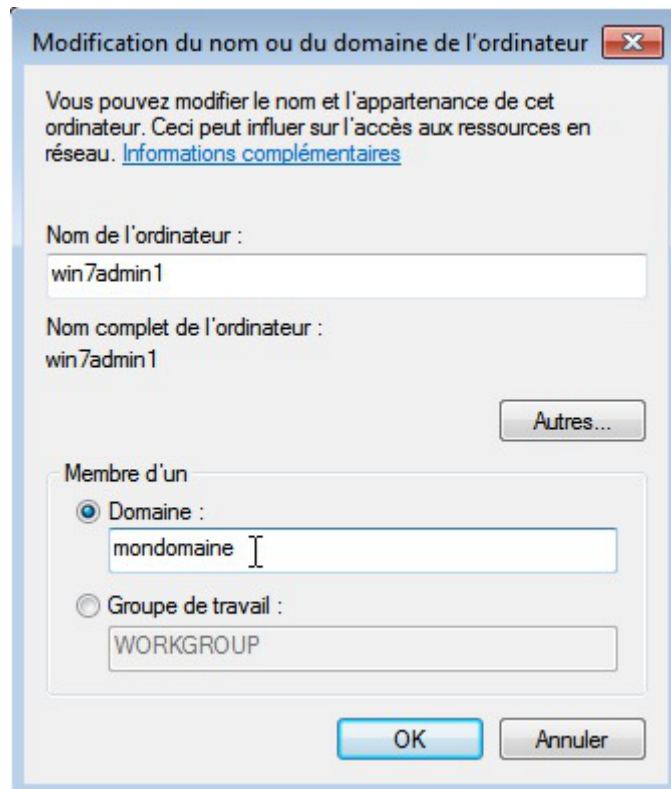 Modification du nom ou du domaine de l'ordinateur
Vous pouvez modifier le nom et l'appartenance de cet
ordinateur. Ceci peut influer sur l'accès aux ressources en
réseau. Informations complémentaires
Nom de l'ordinateur :
win7admin1
Nom complet de l'ordinateur :
win7admin1
Autres...
Membre d'un
Domaine :
mondomaine
Groupe de travail :
WORKGROUP
OK Annuler